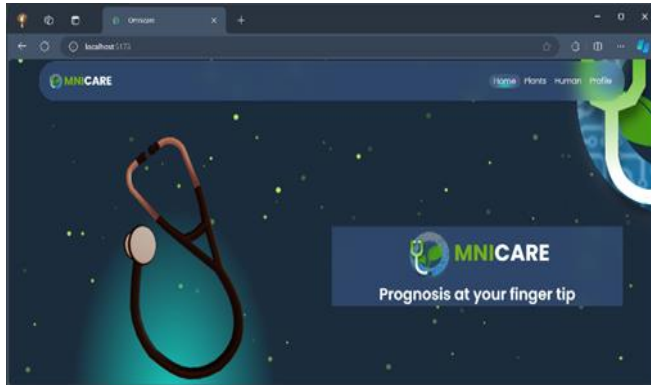 Omnicare
localhost:5173
MNICARE
Home Plants Human Profile
MNICARE
Prognosis at your finger tip